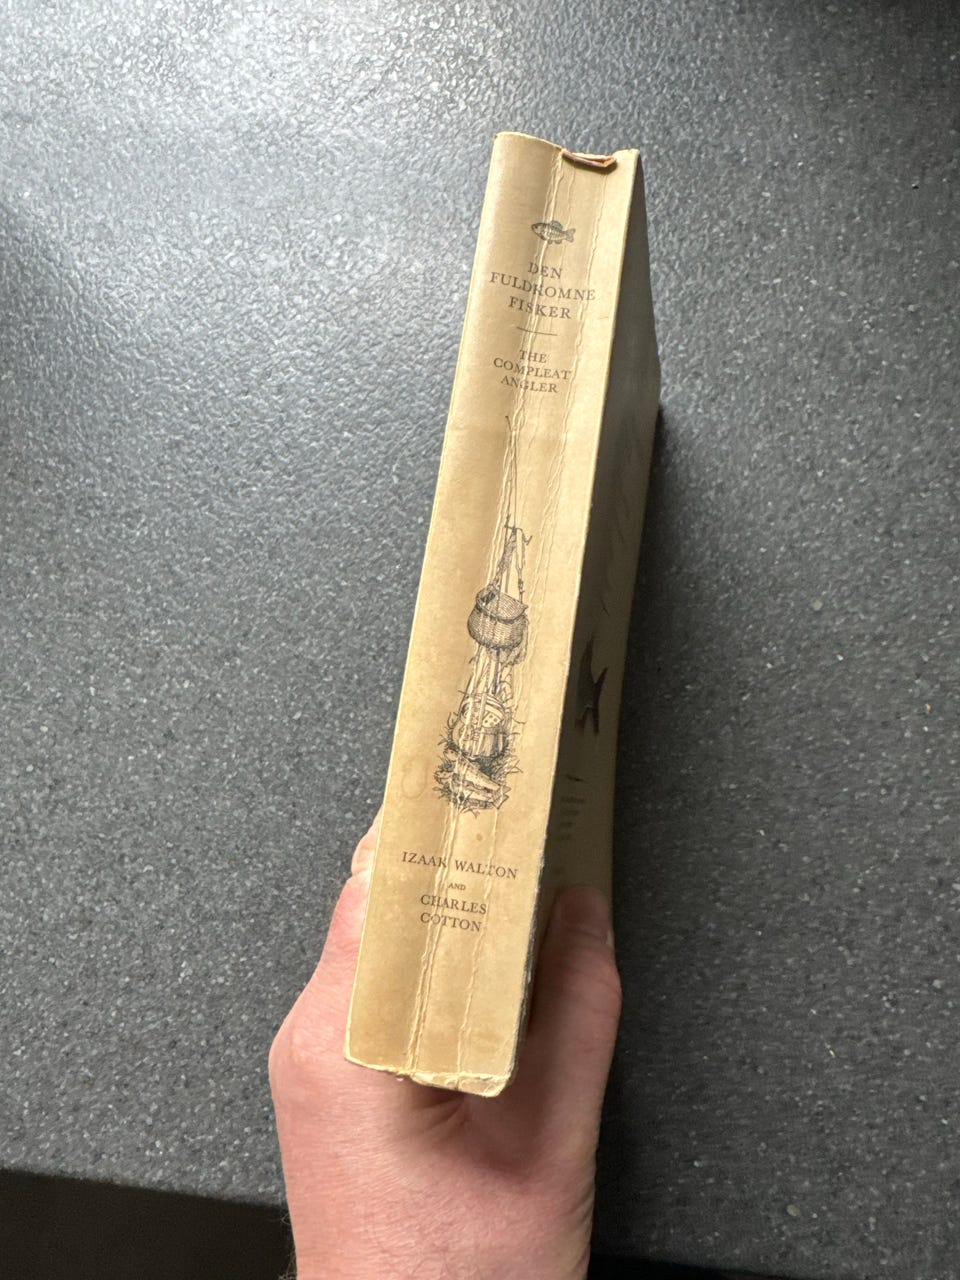 DEN
FULDKOMNE
FISKER
THE
COMPLEAT
ANGLER
IZAAK WALTON
AND
CHARLES
COTTON